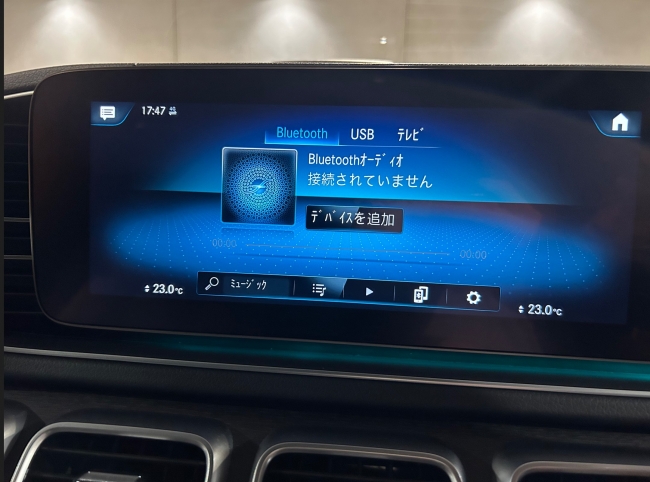 17:47
Bluetooth USB ﾃﾚﾋﾞ
Bluetoothｵｰﾃﾞｨｵ
接続されていません
ﾃﾞﾊﾞｲｽを追加
00:00 00:00
23.0℃ ﾐｭｰｼﾞｯｸ 23.0℃